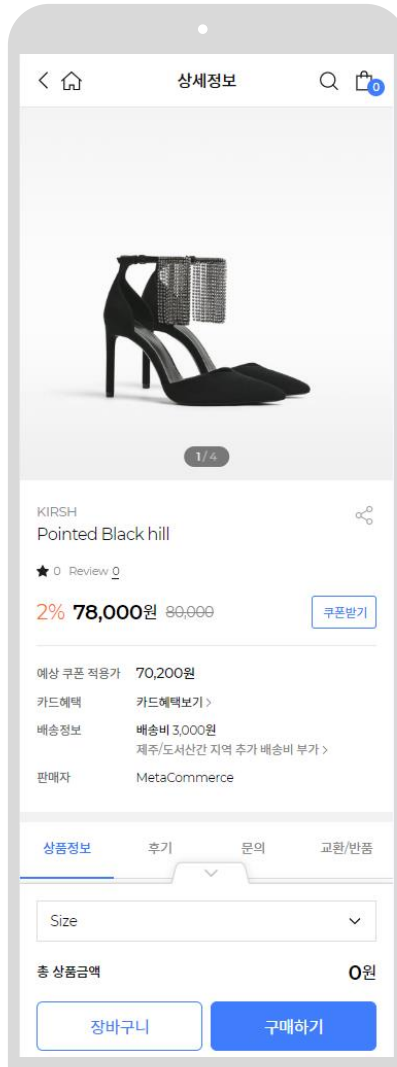 상세정보
0
1/4
KIRSH
Pointed Black hill
★ 0 Review 0
2% 78,000원 80,000
쿠폰받기
예상 쿠폰 적용가 70,200원
카드혜택 카드혜택보기 >
배송정보 배송비 3,000원
제주/도서산간 지역 추가 배송비 부가 >
판매자 MetaCommerce
상품정보 후기 문의 교환/반품
Size
총 상품금액 0원
장바구니 구매하기